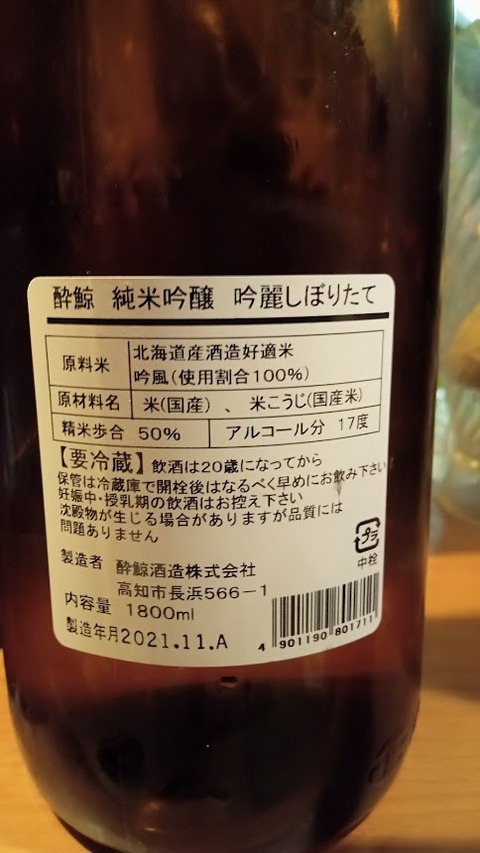 酔鯨 純米吟醸 吟麗しぼりたて
原料米 北海道産酒造好適米
吟風(使用割合100%)
原材料名 米(国産)、米こうじ(国産米)
精米歩合 50% アルコール分 17度
【要冷蔵】飲酒は20歳になってから
保管は冷蔵庫で開栓後はなるべく早めにお飲み下さい
妊娠中・授乳期の飲酒はお控え下さい
沈殿物が生じる場合がありますが品質には
問題ありません
プラ
中栓
製造者 酔鯨酒造株式会社
高知市長浜566-1
内容量 1800ml
製造年月2021.11.A
4 901190 801711